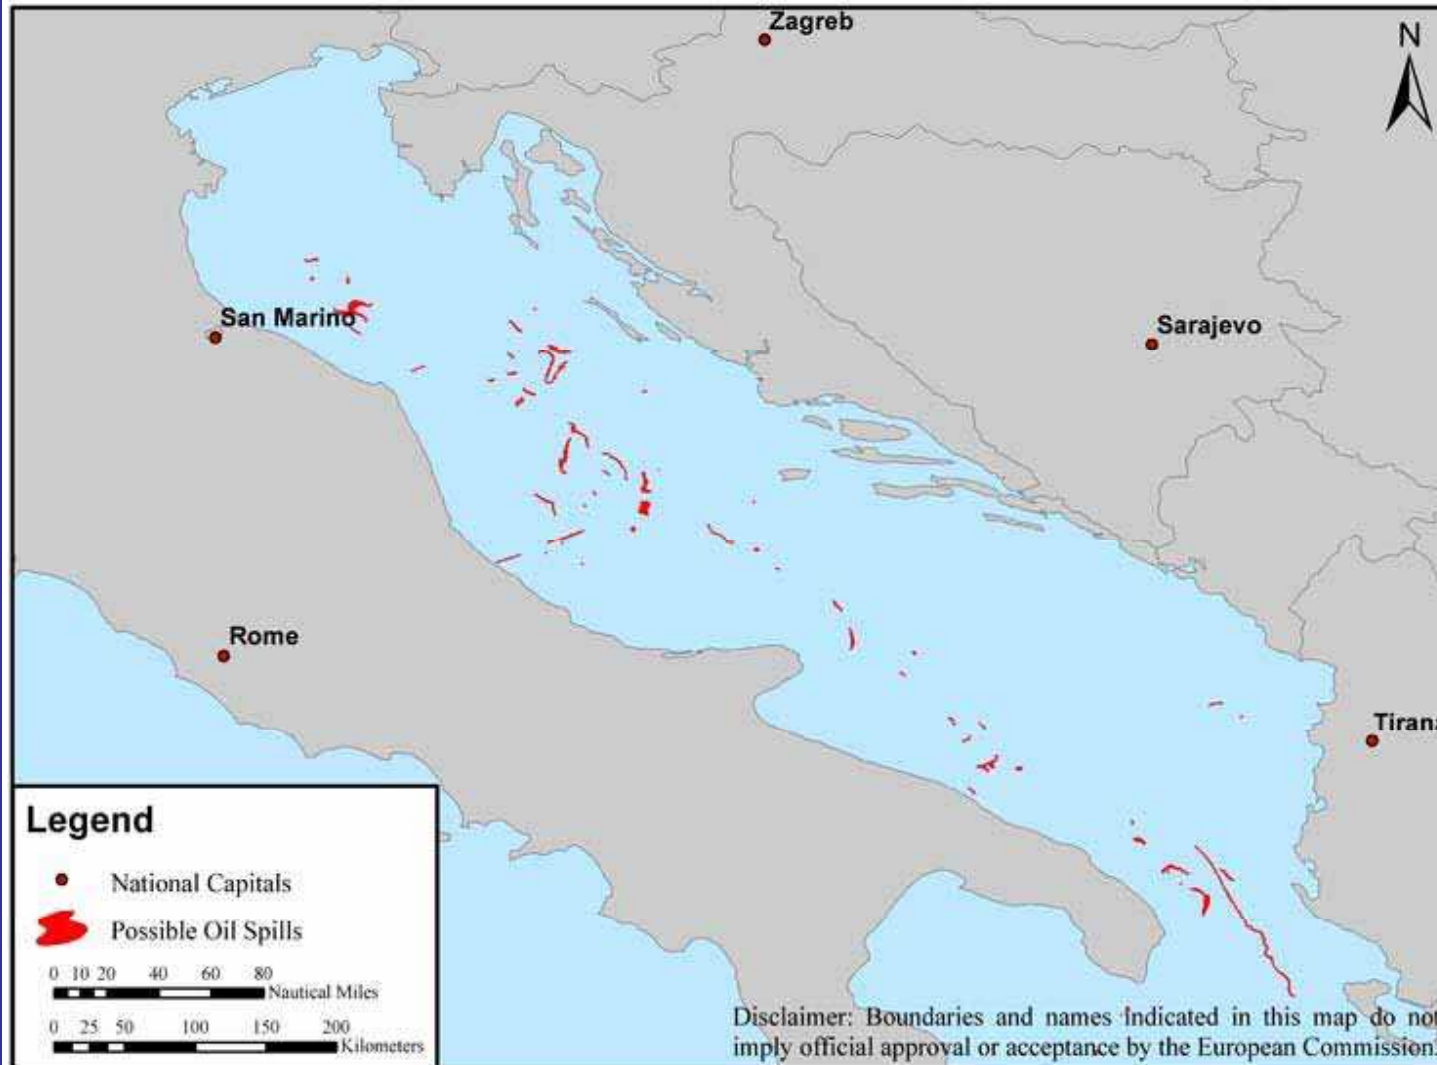 Zagreb
N
San Marino
Sarajevo
Rome
Tirana
Legend
National Capitals
Possible Oil Spills
0 10 20 40 60 80
Nautical Miles
0 25 50 100 150 200
Kilometers
Disclaimer: Boundaries and names indicated in this map do not
imply official approval or acceptance by the European Commission.